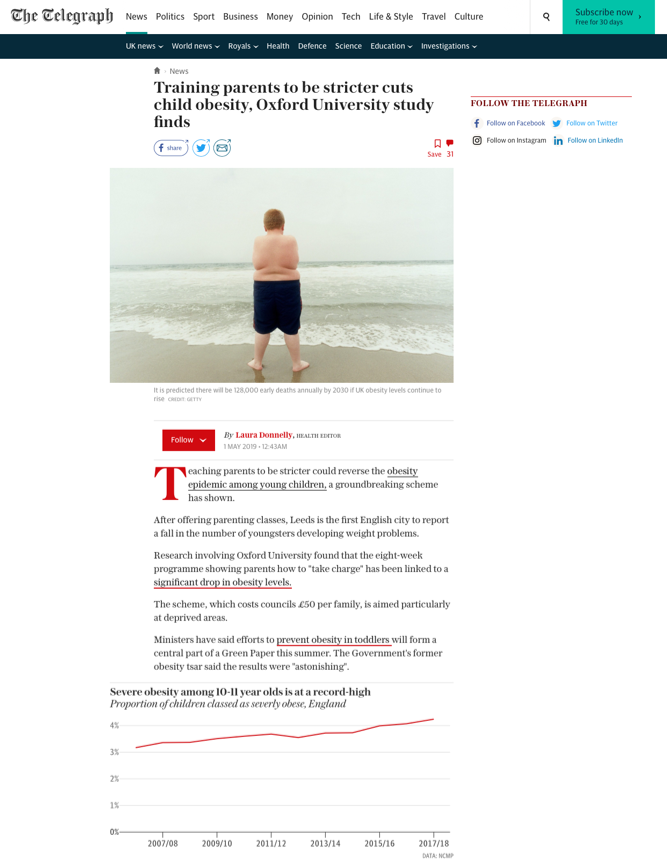 The Telegraph
News Politics Sport Business Money Opinion Tech Life & Style Travel Culture
Subscribe now
Free for 30 days
UK news World news Royals Health Defence Science Education Investigations
News
Training parents to be stricter cuts
child obesity, Oxford University study
finds
share
Save 31
FOLLOW THE TELEGRAPH
Follow on Facebook Follow on Twitter
Follow on Instagram Follow on LinkedIn
It is predicted there will be 128,000 early deaths annually by 2030 if UK obesity levels continue to
rise CREDIT: GETTY
Follow
By Laura Donnelly, HEALTH EDITOR
1 MAY 2019 • 12:43AM
Teaching parents to be stricter could reverse the obesity
epidemic among young children, a groundbreaking scheme
has shown.
After offering parenting classes, Leeds is the first English city to report
a fall in the number of youngsters developing weight problems.
Research involving Oxford University found that the eight-week
programme showing parents how to "take charge" has been linked to a
significant drop in obesity levels.
The scheme, which costs councils £50 per family, is aimed particularly
at deprived areas.
Ministers have said efforts to prevent obesity in toddlers will form a
central part of a Green Paper this summer. The Government's former
obesity tsar said the results were "astonishing".
Severe obesity among 10-11 year olds is at a record-high
Proportion of children classed as severly obese, England
4%
3%
2%
1%
0%
2007/08 2009/10 2011/12 2013/14 2015/16 2017/18
DATA: NCMP